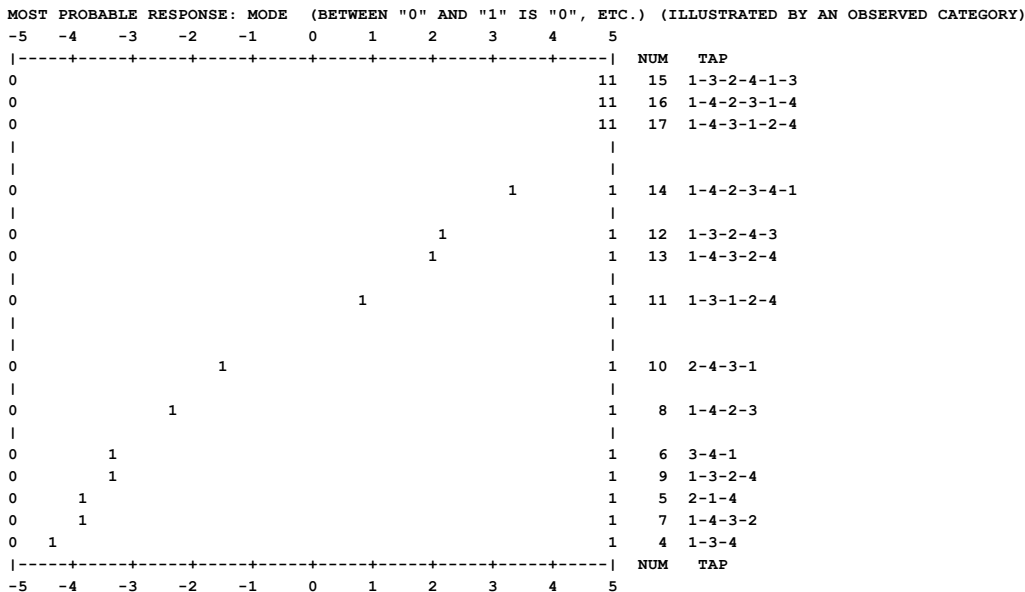 MOST PROBABLE RESPONSE: MODE  (BETWEEN "0" AND "1" IS "0", ETC.) (ILLUSTRATED BY AN OBSERVED CATEGORY)
-5    -4    -3    -2    -1     0     1     2     3     4     5
|-----+-----+-----+-----+-----+-----+-----+-----+-----+-----|  NUM   TAP
0                                                          11   15  1-3-2-4-1-3
0                                                          11   16  1-4-2-3-1-4
0                                                          11   17  1-4-3-1-2-4
|                                                           |
|                                                           |
0                                                 1         1   14  1-4-2-3-4-1
|                                                           |
0                                          1                1   12  1-3-2-4-3
0                                         1                 1   13  1-4-3-2-4
|                                                           |
0                                  1                        1   11  1-3-1-2-4
|                                                           |
|                                                           |
0                    1                                      1   10  2-4-3-1
|                                                           |
0               1                                           1    8  1-4-2-3
|                                                           |
0         1                                                 1    6  3-4-1
0         1                                                 1    9  1-3-2-4
0      1                                                    1    5  2-1-4
0      1                                                    1    7  1-4-3-2
0   1                                                       1    4  1-3-4
|-----+-----+-----+-----+-----+-----+-----+-----+-----+-----|  NUM   TAP
-5    -4    -3    -2    -1     0     1     2     3     4     5